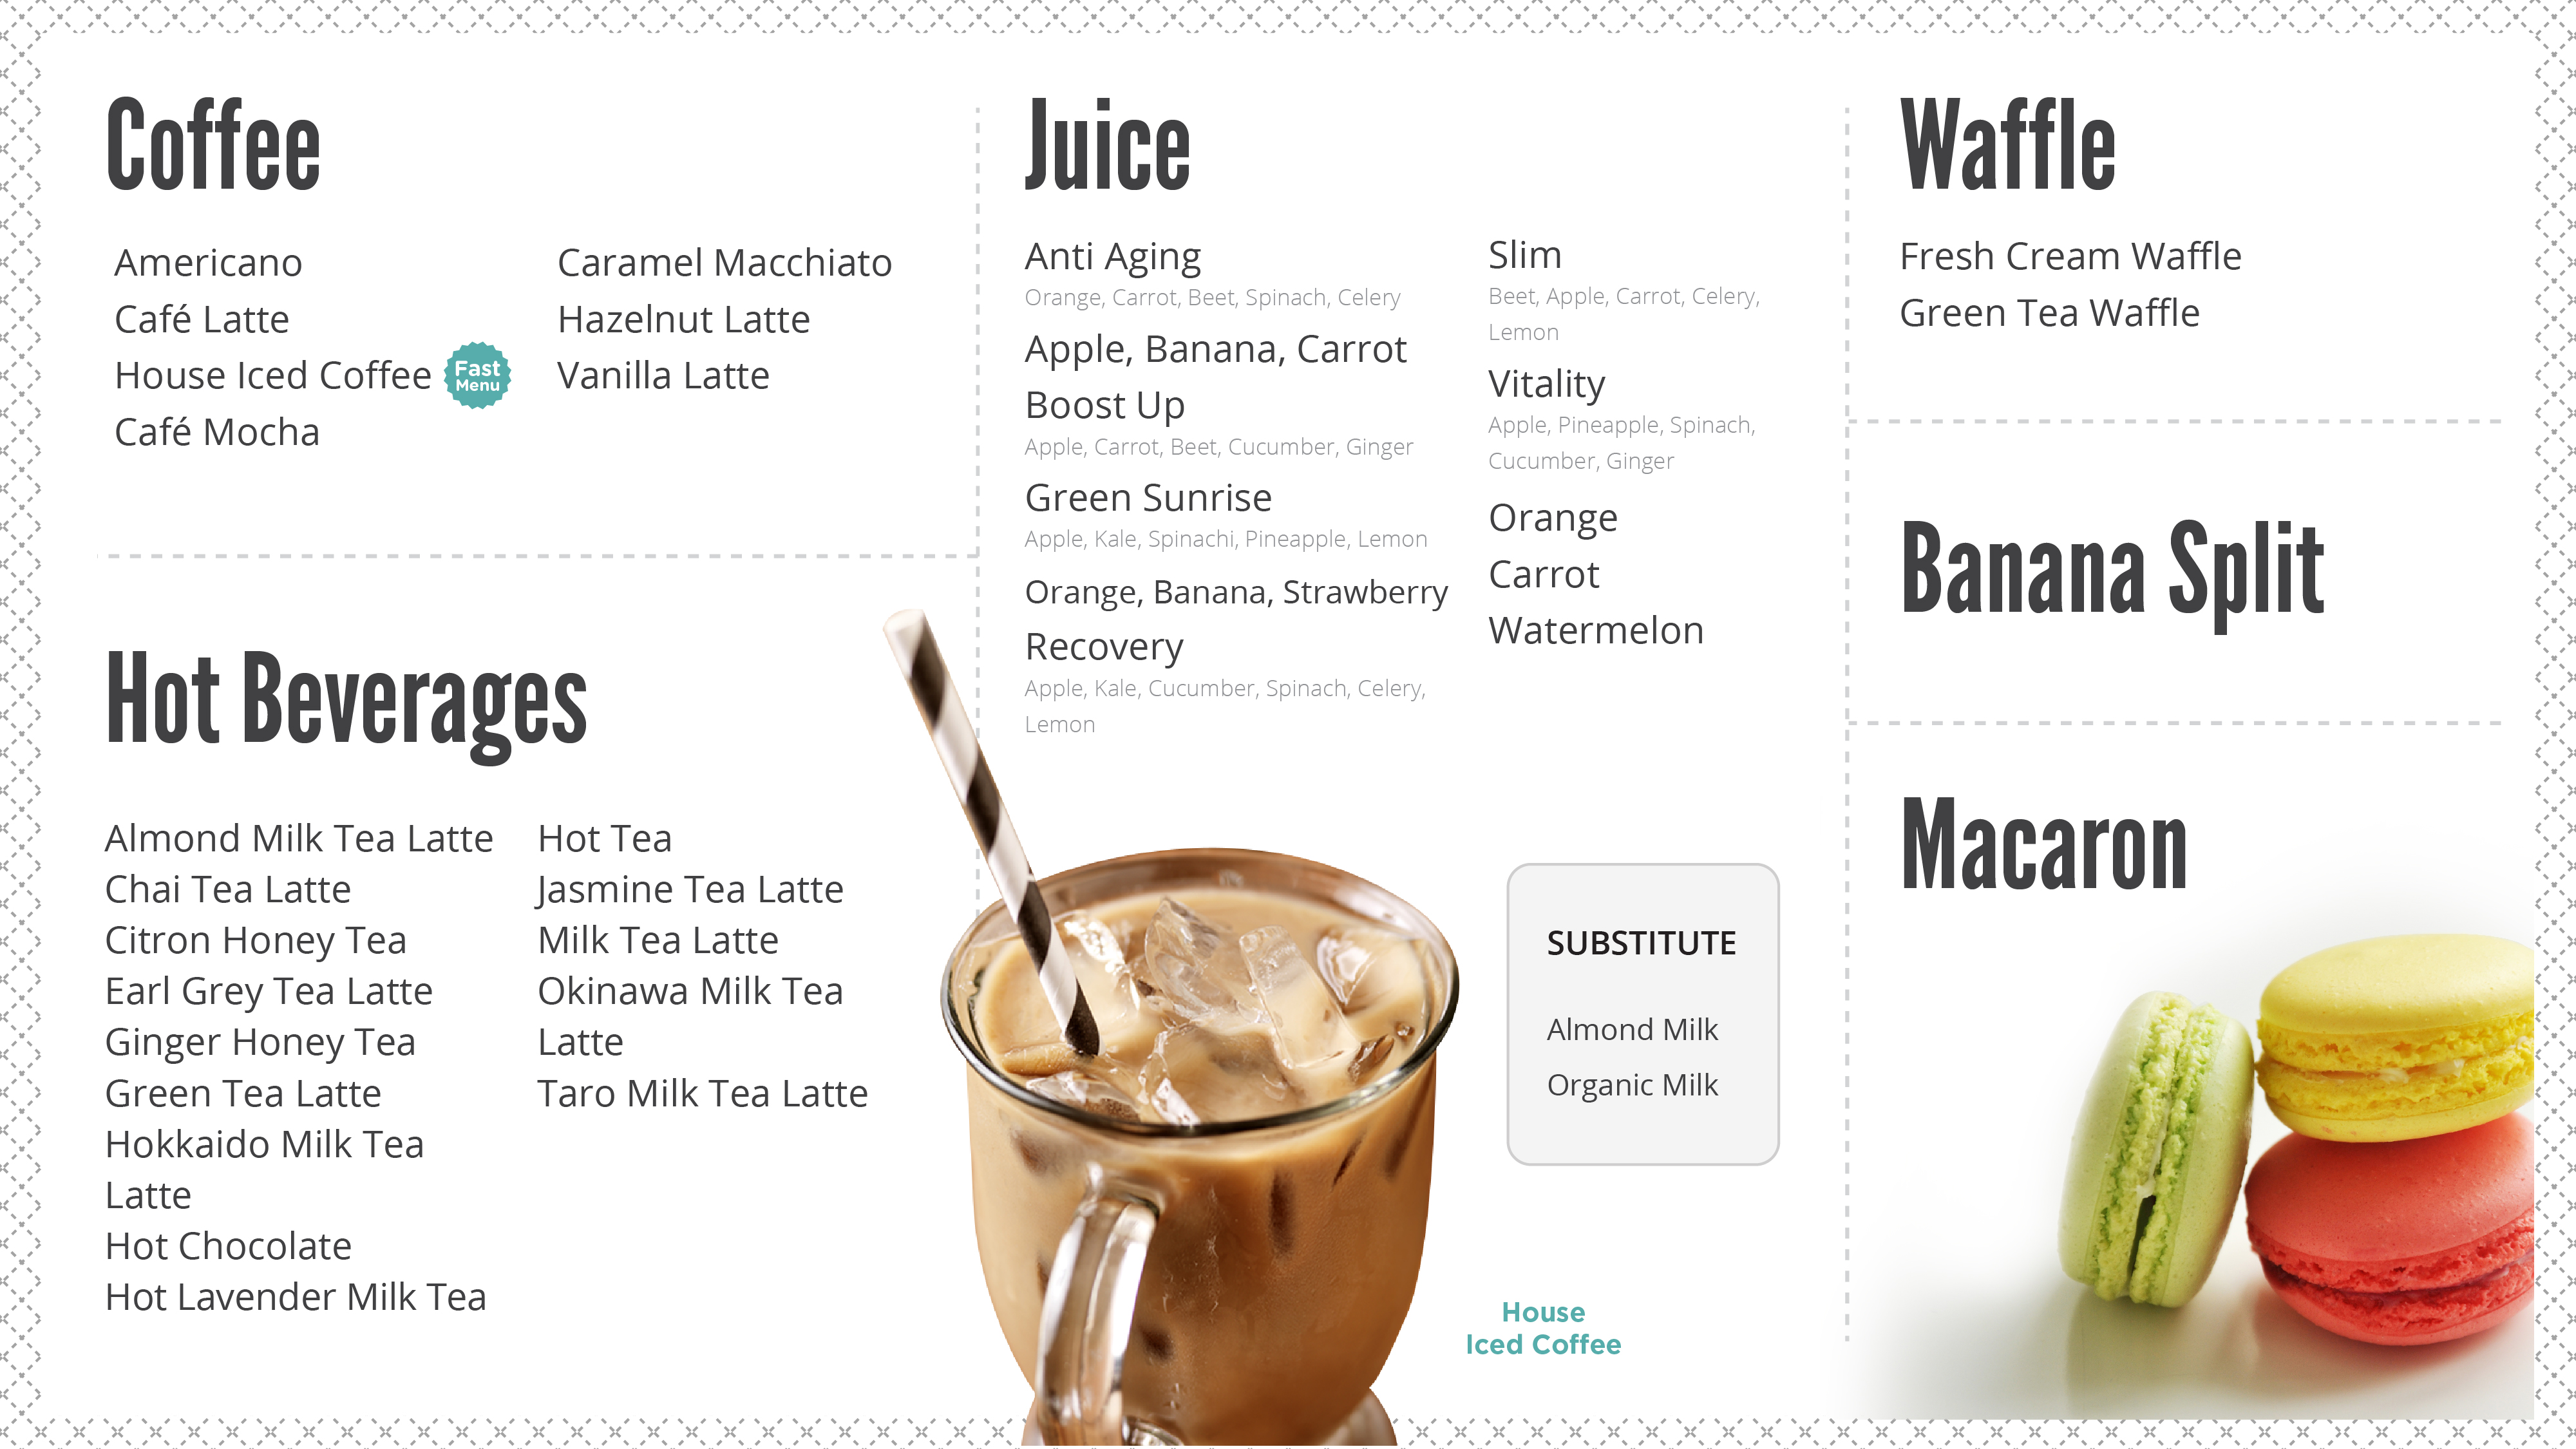 Coffee
Americano
Café Latte
House Iced Coffee
Fast
Menu
Café Mocha
Caramel Macchiato
Hazelnut Latte
Vanilla Latte
Hot Beverages
Almond Milk Tea Latte
Chai Tea Latte
Citron Honey Tea
Earl Grey Tea Latte
Ginger Honey Tea
Green Tea Latte
Hokkaido Milk Tea
Latte
Hot Chocolate
Hot Lavender Milk Tea
Hot Tea
Jasmine Tea Latte
Milk Tea Latte
Okinawa Milk Tea
Latte
Taro Milk Tea Latte
Juice
Anti Aging
Orange, Carrot, Beet, Spinach, Celery
Apple, Banana, Carrot
Boost Up
Apple, Carrot, Beet, Cucumber, Ginger
Green Sunrise
Apple, Kale, Spinachi, Pineapple, Lemon
Orange, Banana, Strawberry
Recovery
Apple, Kale, Cucumber, Spinach, Celery,
Lemon
Slim
Beet, Apple, Carrot, Celery,
Lemon
Vitality
Apple, Pineapple, Spinach,
Cucumber, Ginger
Orange
Carrot
Watermelon
SUBSTITUTE
Almond Milk
Organic Milk
House
Iced Coffee
Waffle
Fresh Cream Waffle
Green Tea Waffle
Banana Split
Macaron